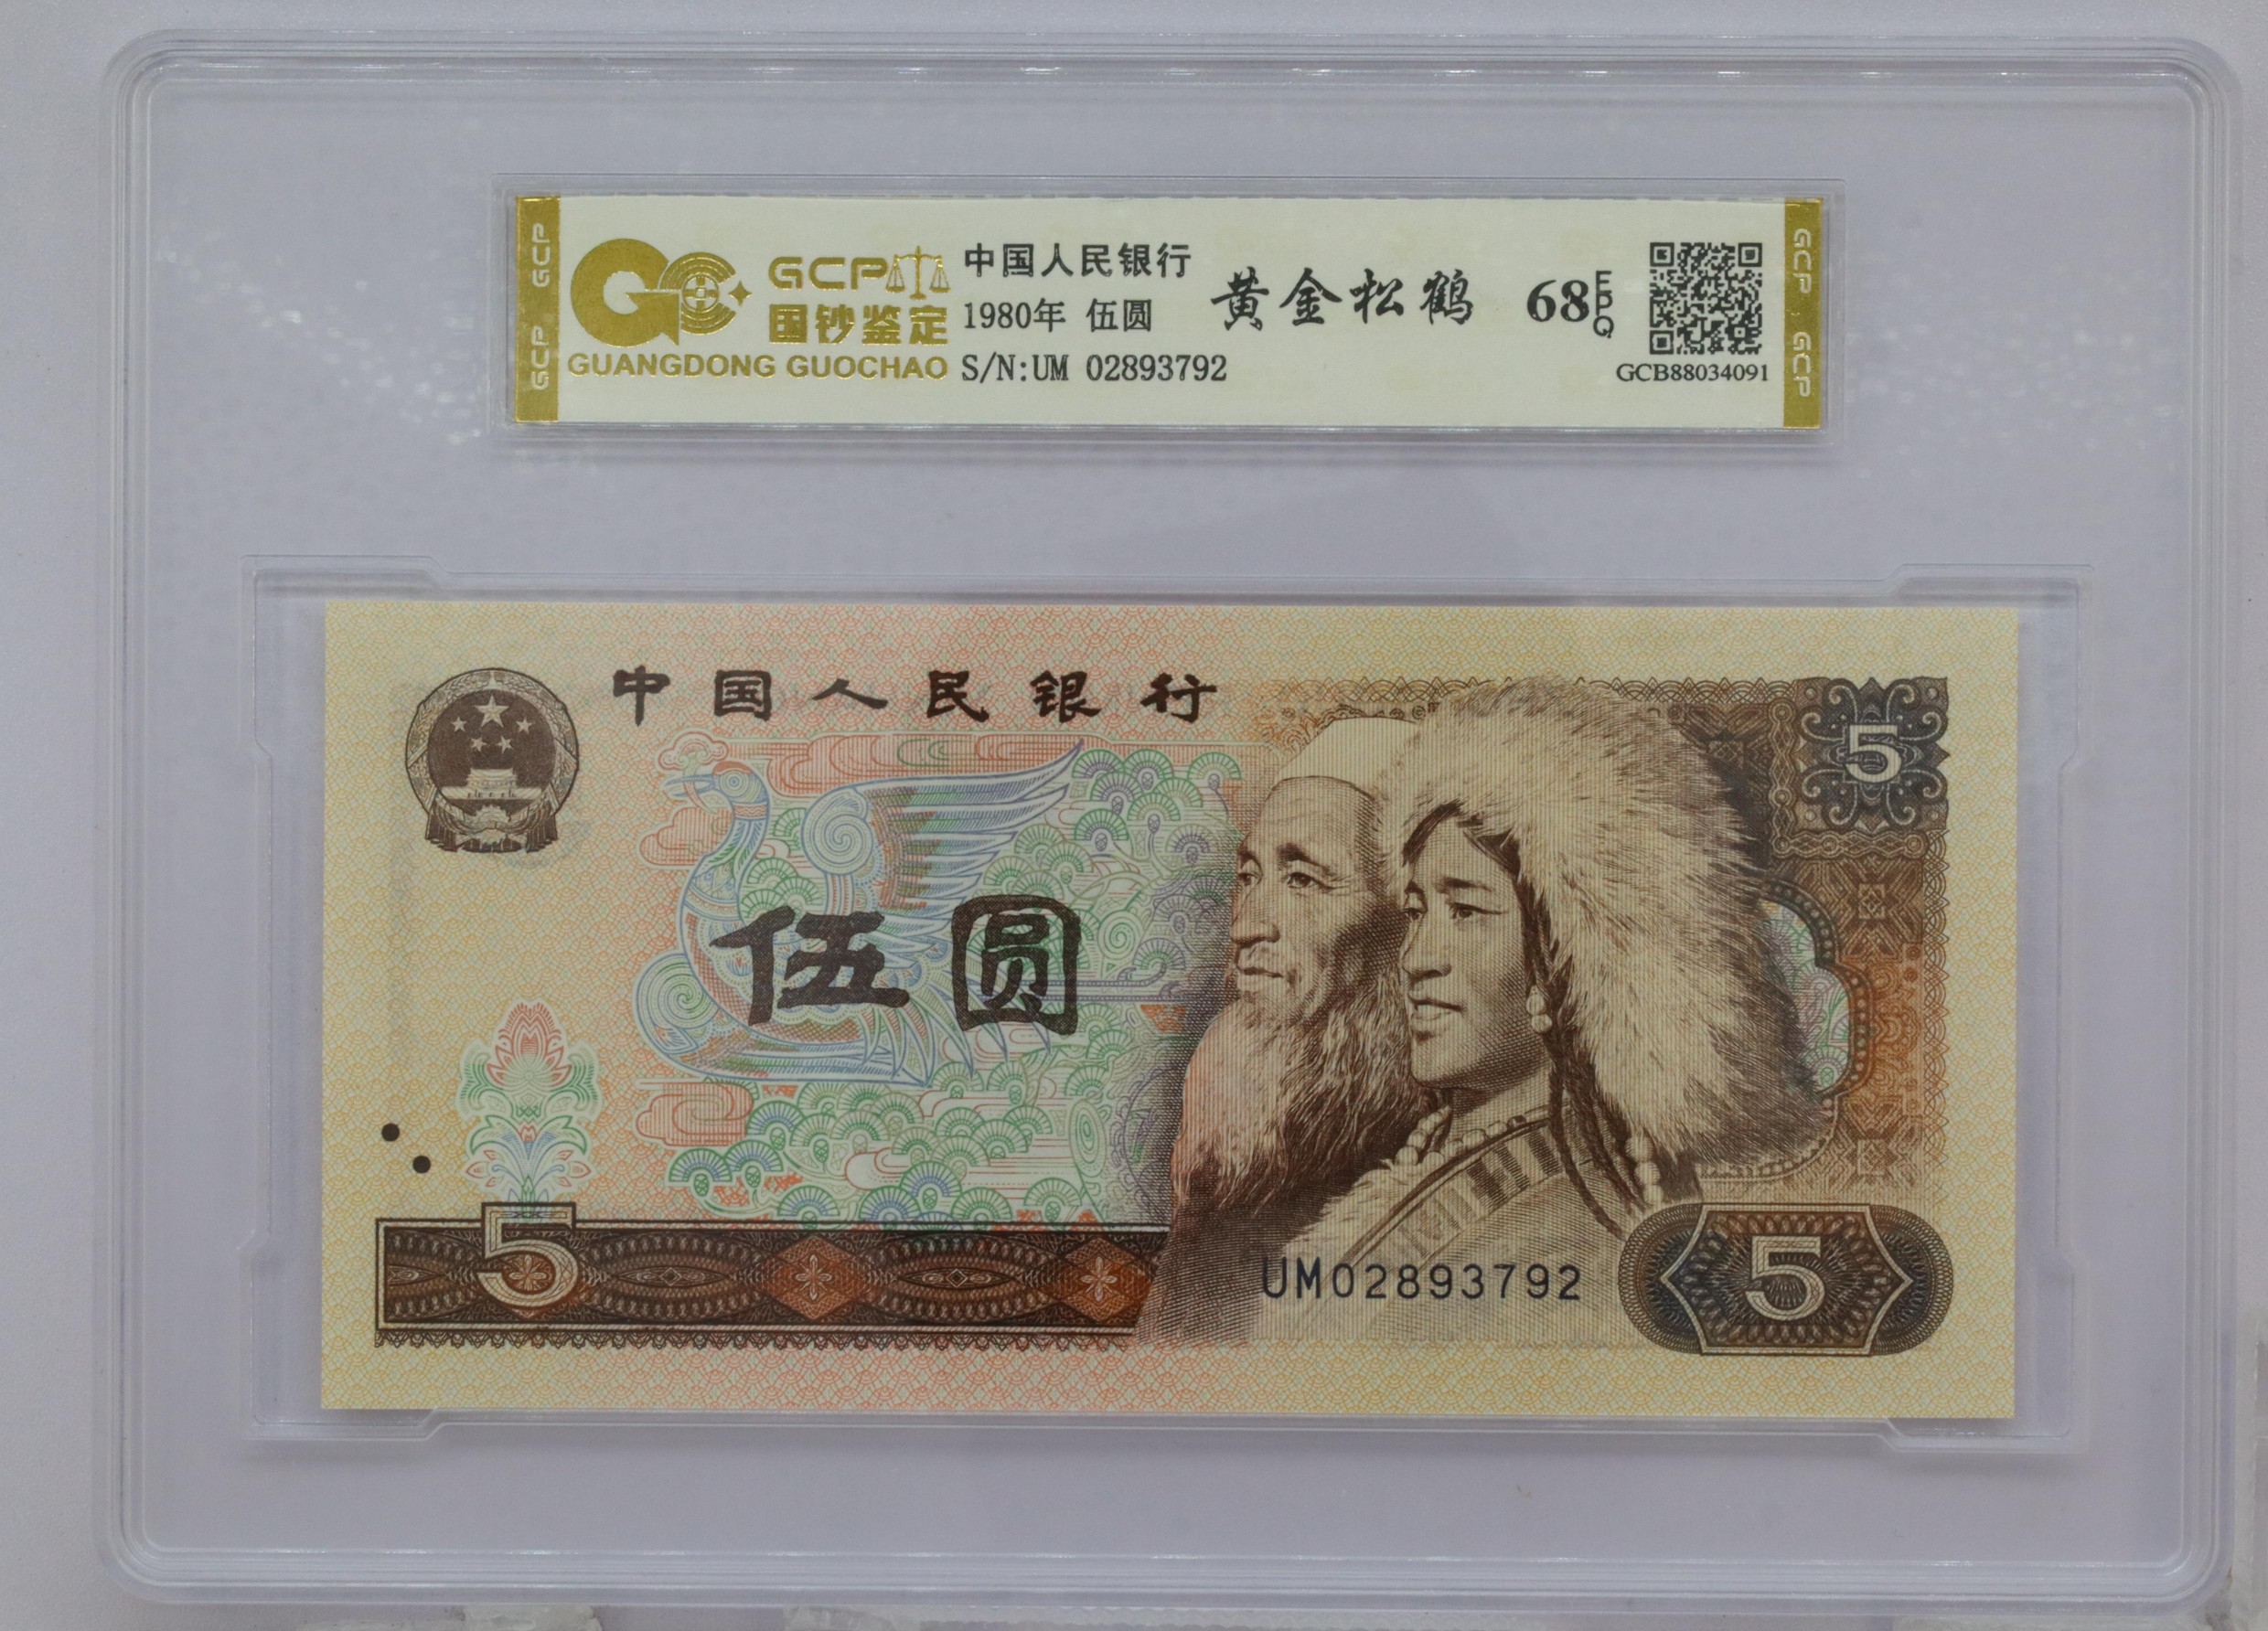 GCP GCP
GCP
国钞鉴定
GUANGDONG GUOCHAO
中国人民银行
1980年 伍圆
S/N:UM 02893792
黄金松鹤
68 EPQ
GCB88034091
GCP GCP
中国人民银行
5
伍圆
5
UM02893792
5